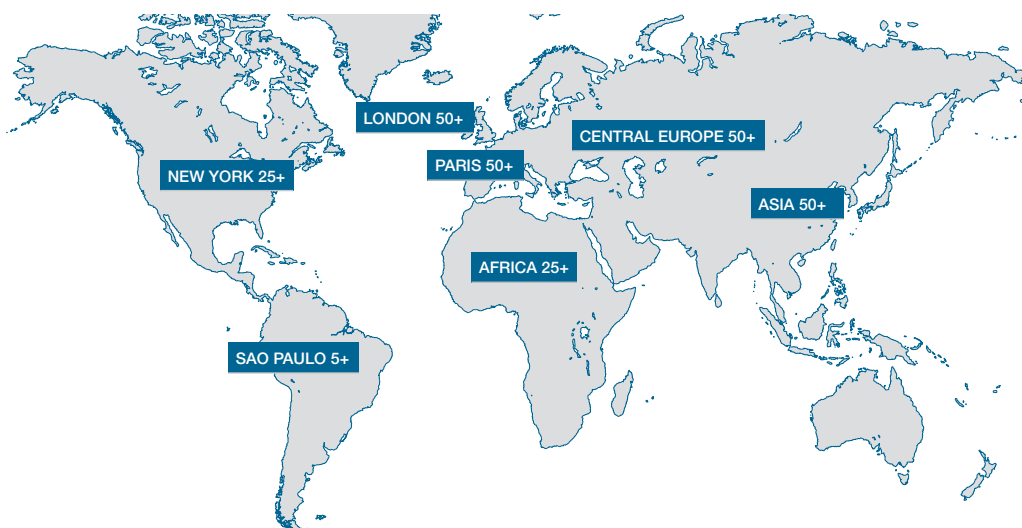 LONDON 50+
CENTRAL EUROPE 50+
PARIS 50+
NEW YORK 25+
ASIA 50+
AFRICA 25+
SAO PAULO 5+